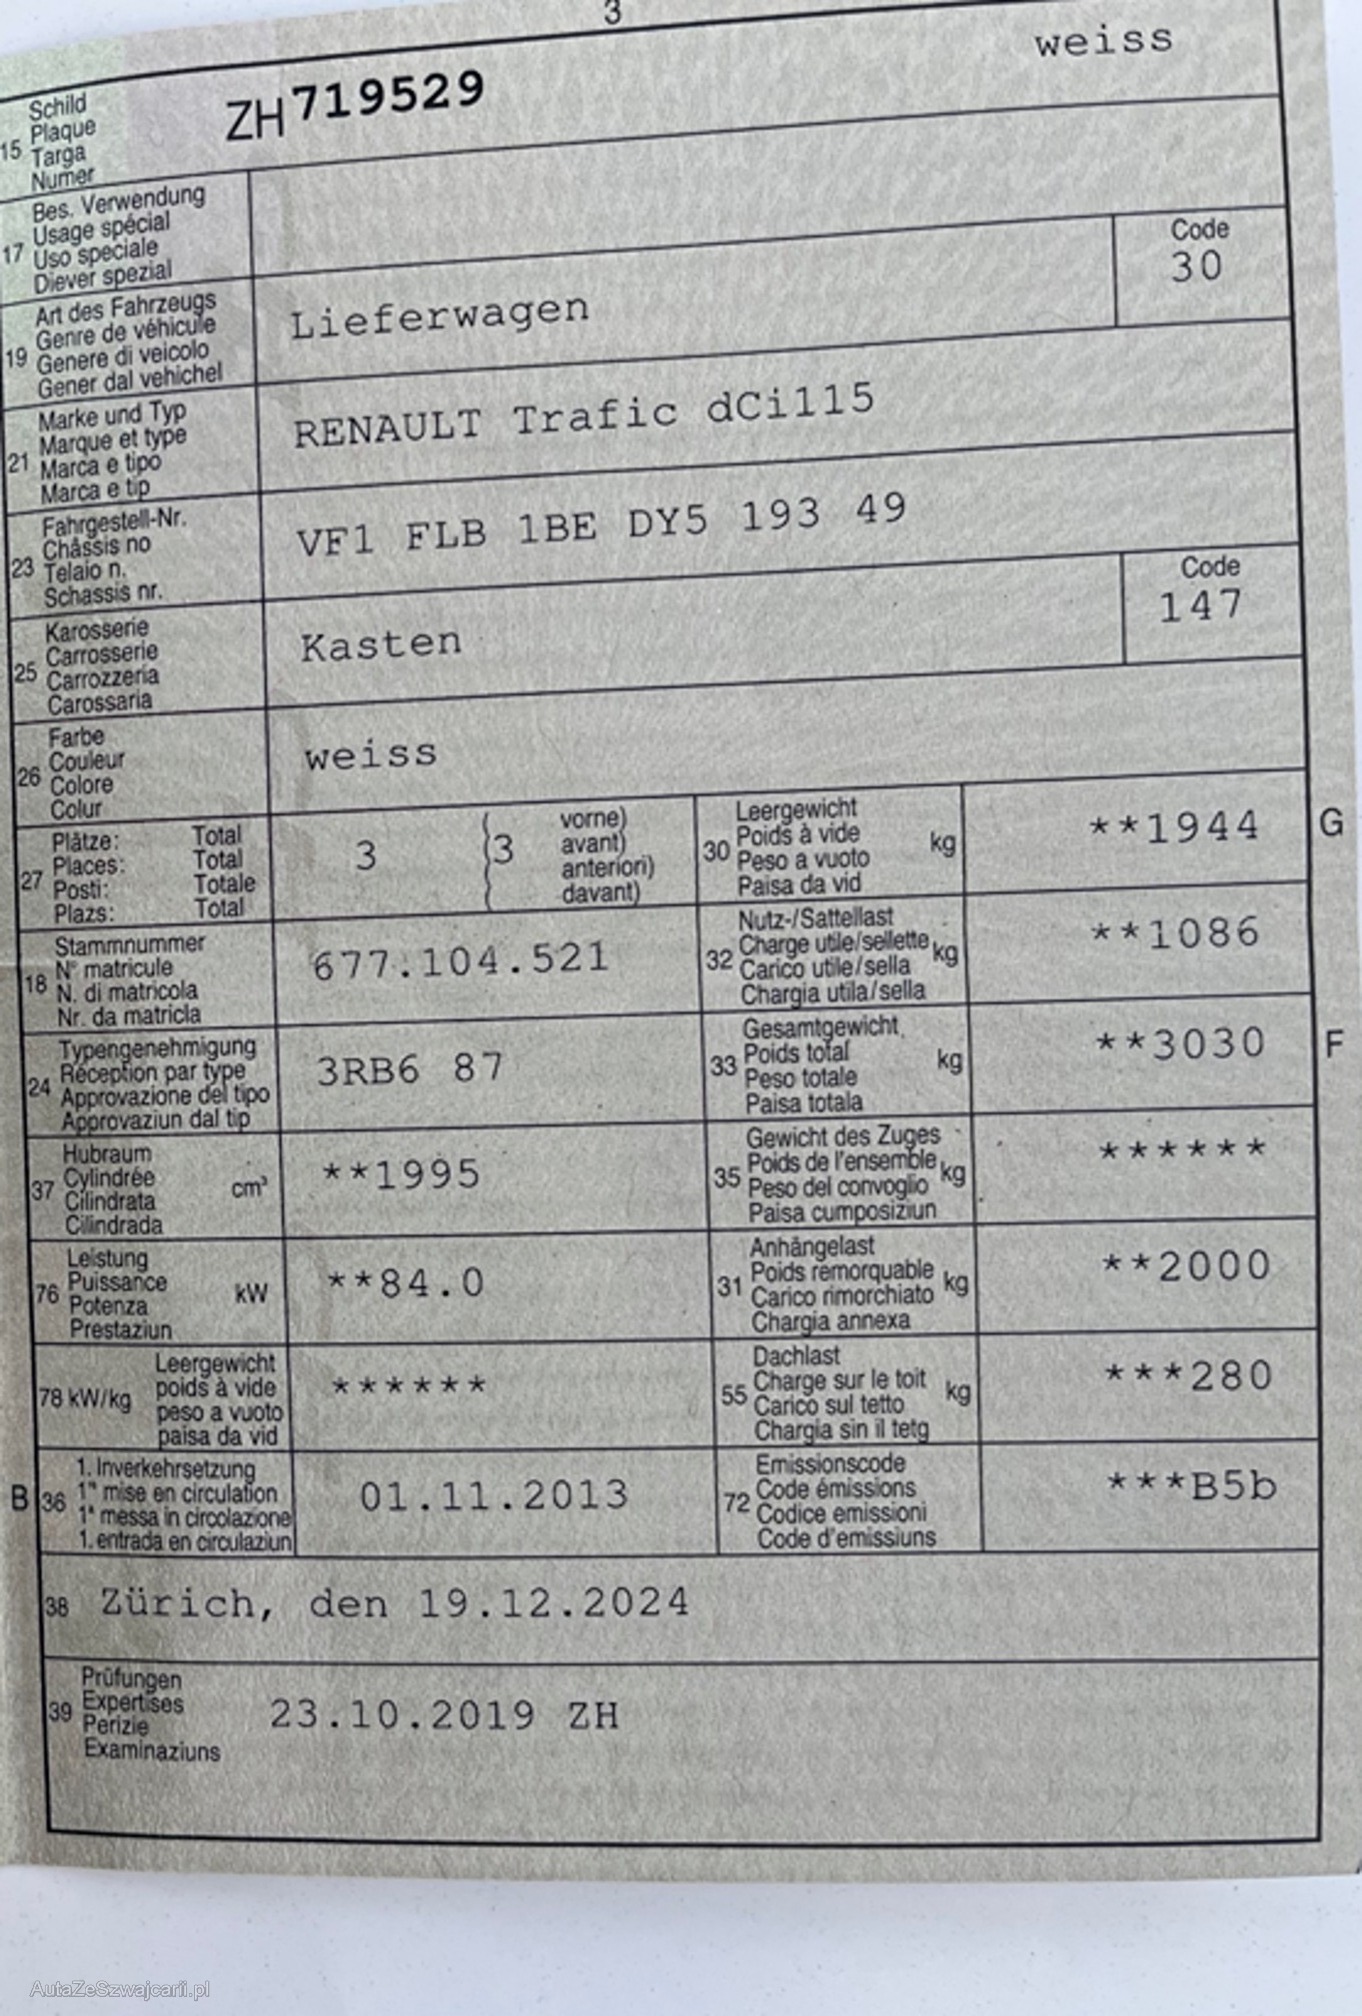 3
15 Schild
Plaque
Targa
Numer
ZH 719529
weiss
17 Bes. Verwendung
Usage spécial
Uso speciale
Diever spezial
19 Art des Fahrzeugs
Genre de véhicule
Genere di veicolo
Gener dal vehichel
Lieferwagen
Code
30
21 Marke und Typ
Marque et type
Marca e tipo
Marca e tip
RENAULT Trafic dCi115
23 Fahrgestell-Nr.
Châssis no
Telaio n.
Schassis nr.
VF1 FLB 1BE DY5 193 49
25 Karosserie
Carrosserie
Carrozzeria
Carossaria
Kasten
Code
147
26 Farbe
Couleur
Colore
Colur
weiss
27 Plätze: Total
Places: Total
Posti: Totale
Plazs: Total
3 (3 vorne)
avant)
anteriori)
davant)
30 Leergewicht
Poids à vide
Peso a vuoto
Paisa da vid
kg
**1944
G
18 Stammnummer
N° matricule
N. di matricola
Nr. da matricla
677.104.521
32 Nutz-/Sattellast
Charge utile/sellette
Carico utile/sella
Chargia utila/sella
kg
**1086
24 Typengenehmigung
Réception par type
Approvazione del tipo
Approvaziun dal tip
3RB6 87
33 Gesamtgewicht
Poids total
Peso totale
Paisa totala
kg
**3030
F
37 Hubraum
Cylindrée
Cilindrata
Cilindrada
cm³
**1995
35 Gewicht des Zuges
Poids de l'ensemble
Peso del convoglio
Paisa cumposiziun
kg
******
76 Leistung
Puissance
Potenza
Prestaziun
kW
**84.0
31 Anhängelast
Poids remorquable
Carico rimorchiato
Chargia annexa
kg
**2000
78 kW/kg
Leergewicht
poids à vide
peso a vuoto
paisa da vid
******
55 Dachlast
Charge sur le toit
Carico sul tetto
Chargia sin il tetg
kg
***280
B 36 1. Inverkehrsetzung
1re mise en circulation
1a messa in circolazione
1. entrada en circulaziun
01.11.2013
72 Emissionscode
Code émissions
Codice emissioni
Code d'emissiuns
***B5b
38 Zürich, den 19.12.2024
39 Prüfungen
Expertises
Perizie
Examinaziuns
23.10.2019 ZH
AutaZeSzwajcarii.pl